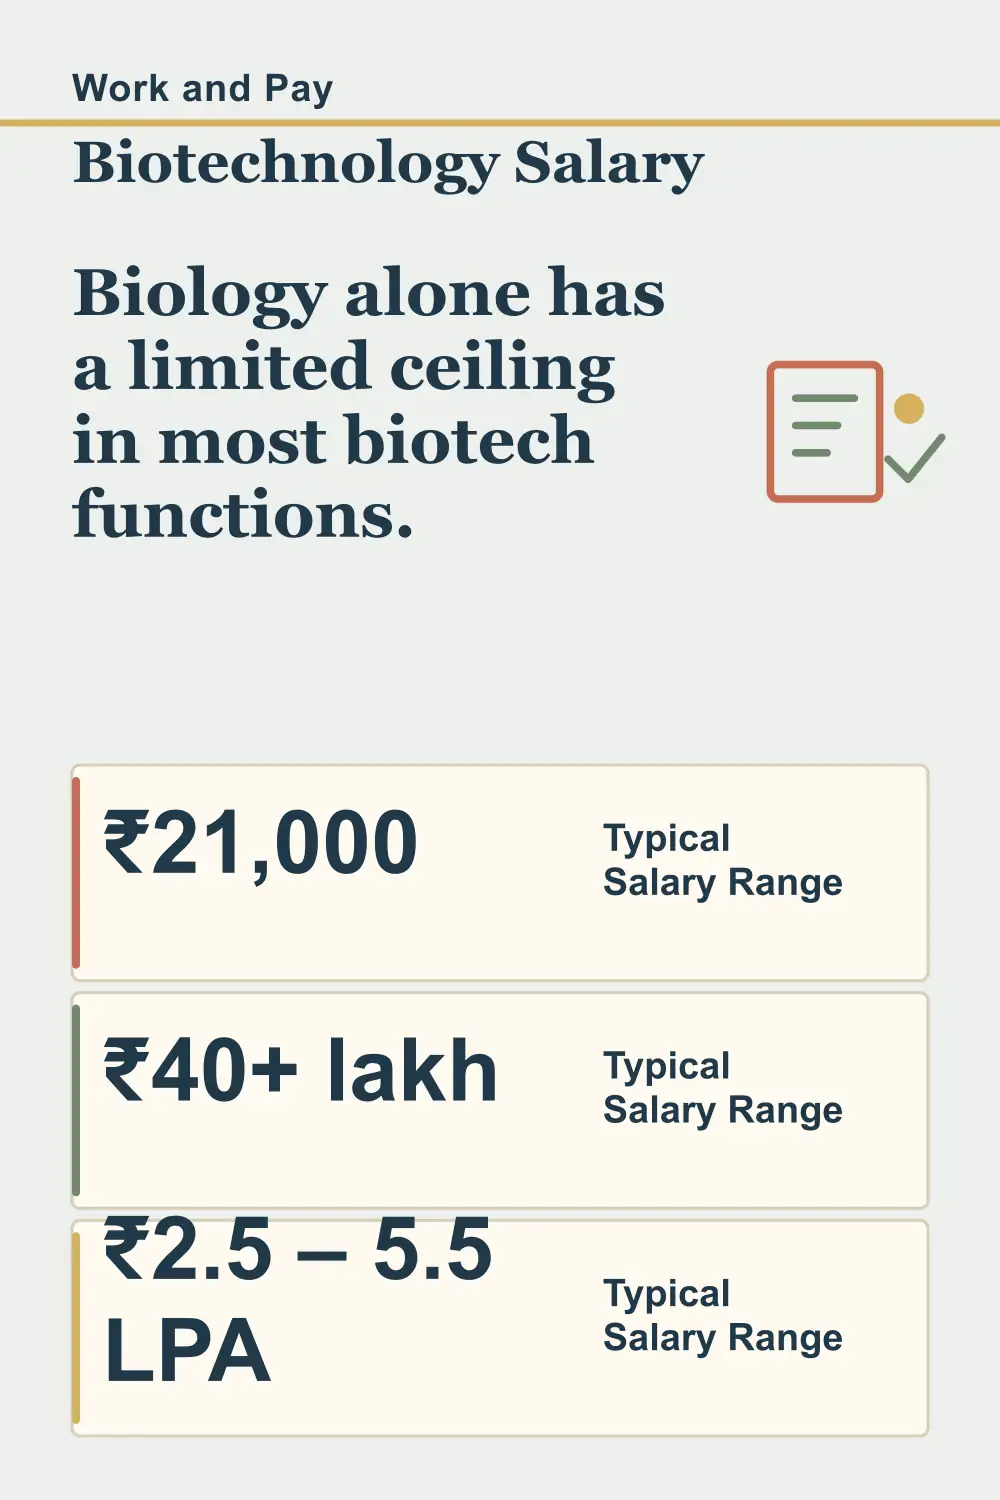 Work and Pay
Biotechnology Salary
Biology alone has
a limited ceiling
in most biotech
functions.
₹21,000
Typical
Salary Range
₹40+ lakh
Typical
Salary Range
₹2.5 – 5.5
LPA
Typical
Salary Range